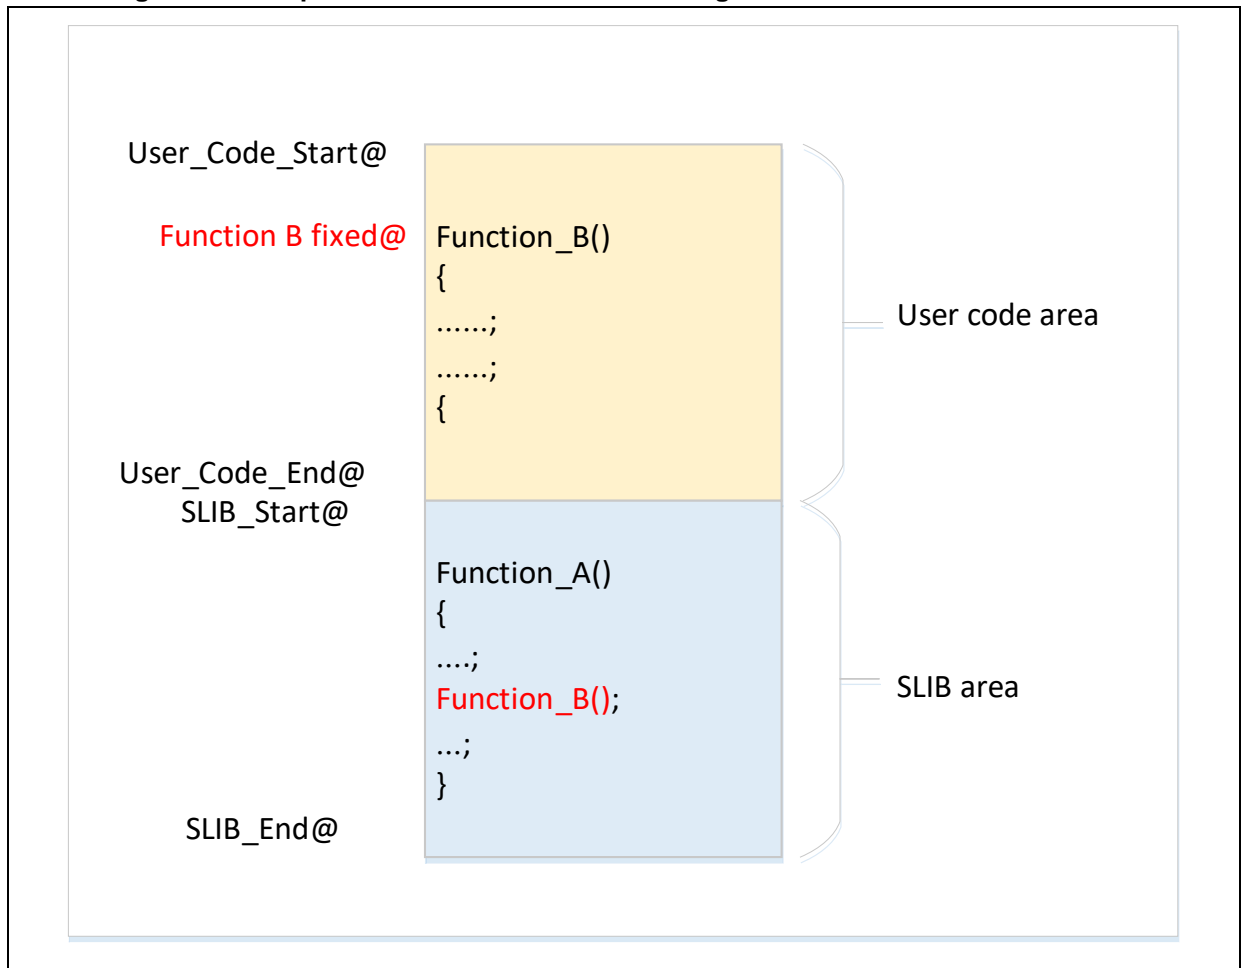 User_Code_Start@
Function B fixed@ Function_B()
{
......;
......;
{
User code area
User_Code_End@
SLIB_Start@
Function_A()
{
....;
Function_B();
...;
}
SLIB area
SLIB_End@